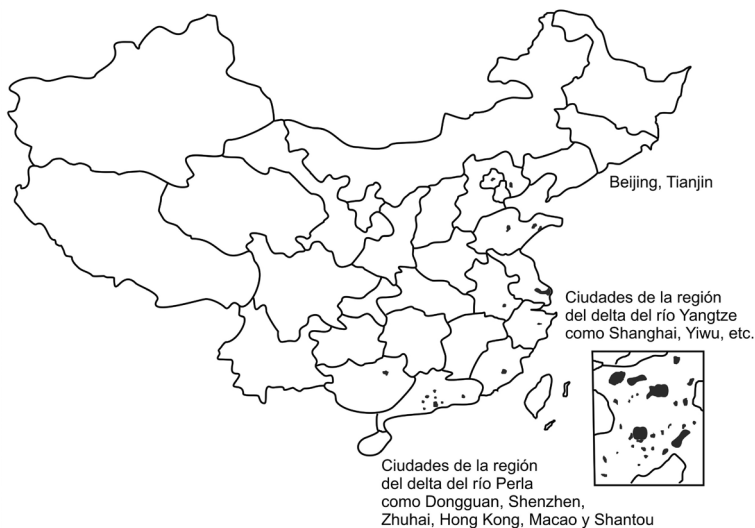 Beijing, Tianjin
Ciudades de la región
del delta del río Yangtze
como Shanghai, Yiwu, etc.
Ciudades de la región
del delta del río Perla
como Dongguan, Shenzhen,
Zhuhai, Hong Kong, Macao y Shantou